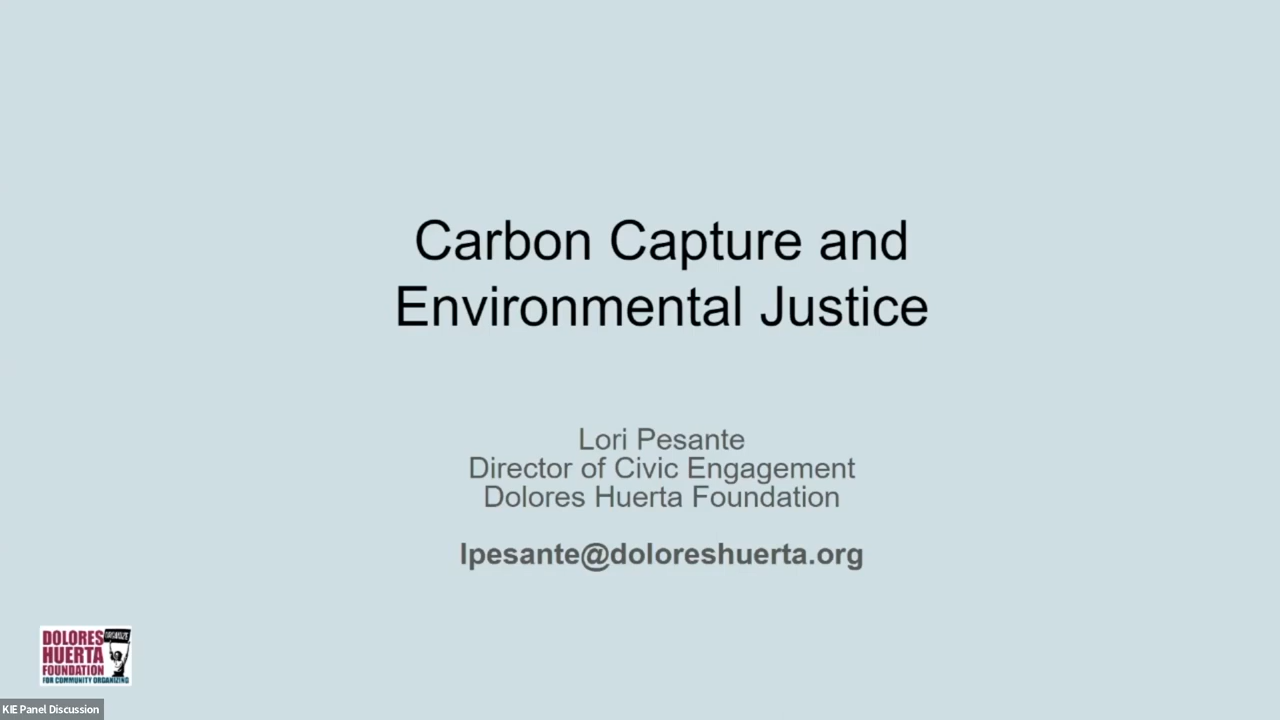 Carbon Capture and
Environmental Justice
Lori Pesante
Director of Civic Engagement
Dolores Huerta Foundation
lpesante@doloreshuerta.org
DOLORES
HUERTA
FOUNDATION
FOR COMMUNITY ORGANIZING
KIE Panel Discussion